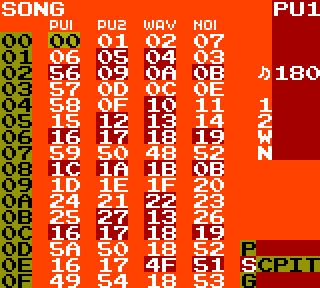 SONG PU1
PU1 PU2 WAV NOI
00 00 01 02 07
01 06 05 04 03
02 56 09 0A 0B ♪180
03 57 0D 0C 0E
04 58 0F 10 11 1
05 15 12 13 14 2
06 16 17 18 19 W
07 59 50 48 52 N
08 1C 1A 1B 0B
09 1D 1E 1F 20
0A 24 21 22 23
0B 25 27 13 26
0C 16 17 18 19
0D 5A 50 18 52 P
0E 16 17 4F 51 SCPIT
0F 49 54 18 53 G